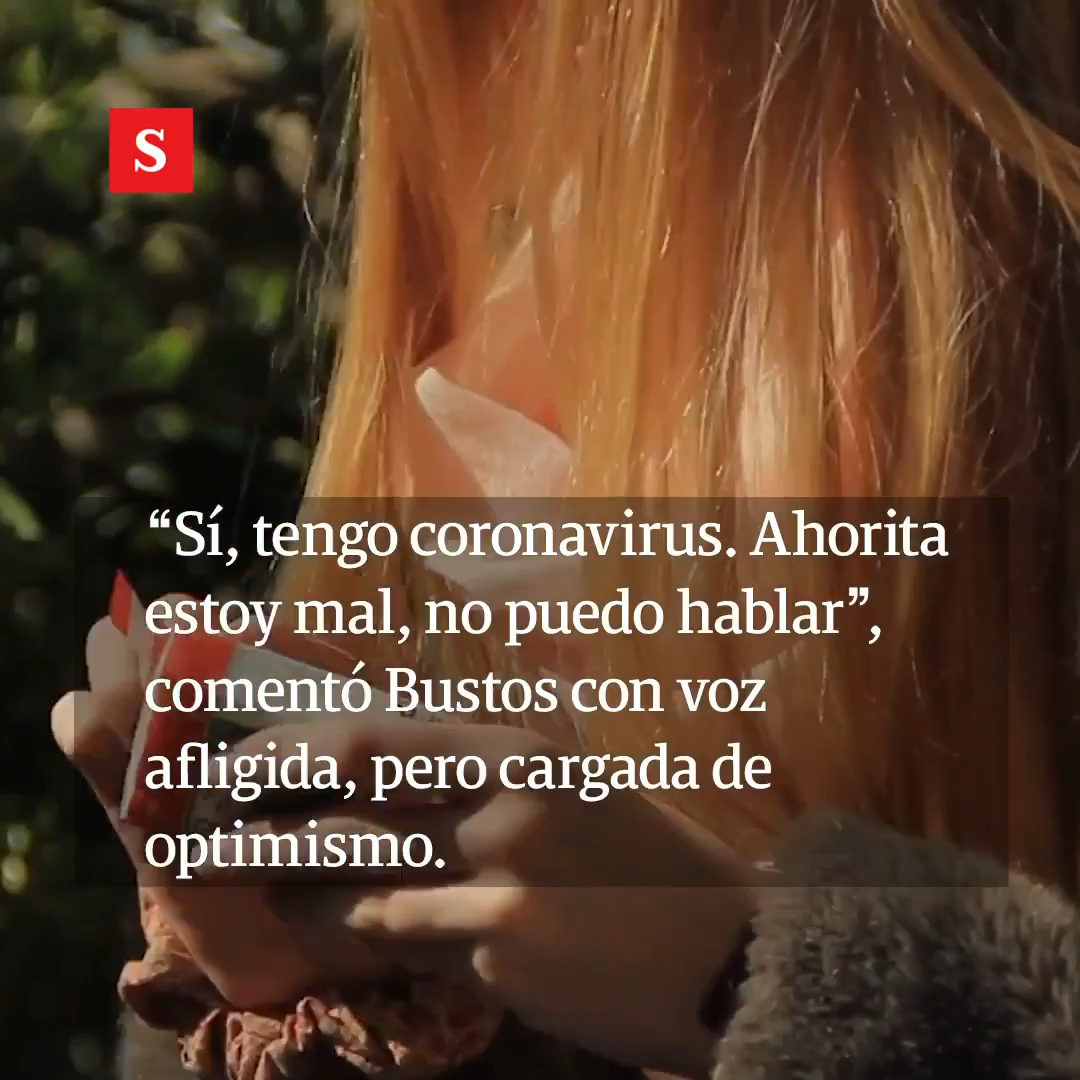 S
“Sí, tengo coronavirus. Ahorita
estoy mal, no puedo hablar”,
comentó Bustos con voz
afligida, pero cargada de
optimismo.